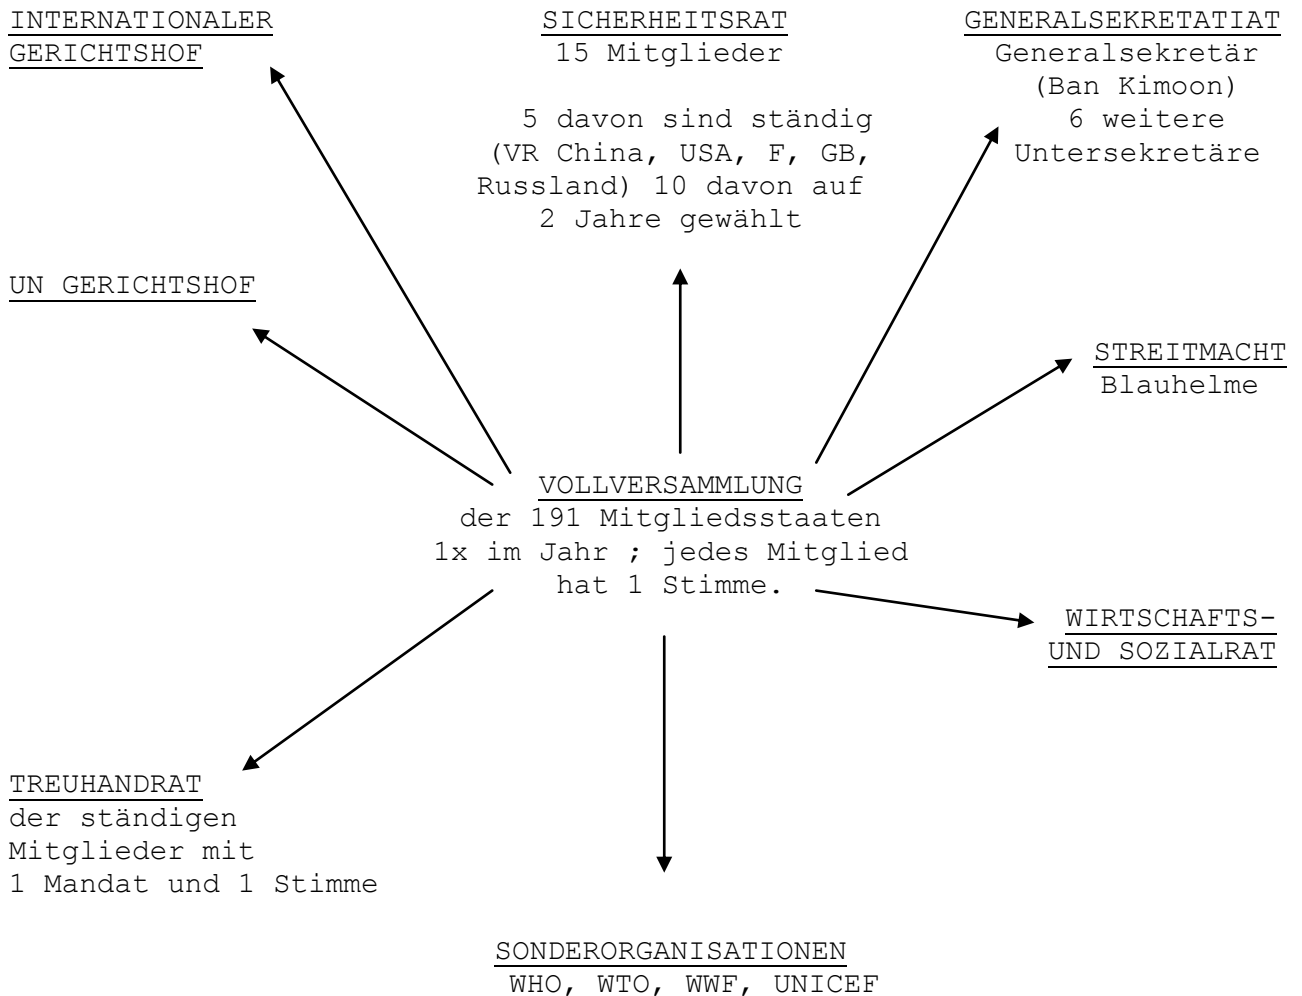 INTERNATIONALER
GERICHTSHOF
SICHERHEITSRAT
15 Mitglieder
5 davon sind ständig
(VR China, USA, F, GB,
Russland) 10 davon auf
2 Jahre gewählt
GENERALSEKRETATIAT
Generalsekretär
(Ban Kimoon)
6 weitere
Untersekretäre
UN GERICHTSHOF
STREITMACHT
Blauhelme
VOLLVERSAMMLUNG
der 191 Mitgliedsstaaten
1x im Jahr ; jedes Mitglied
hat 1 Stimme.
WIRTSCHAFTS-
UND SOZIALRAT
TREUHANDRAT
der ständigen
Mitglieder mit
1 Mandat und 1 Stimme
SONDERORGANISATIONEN
WHO, WTO, WWF, UNICEF